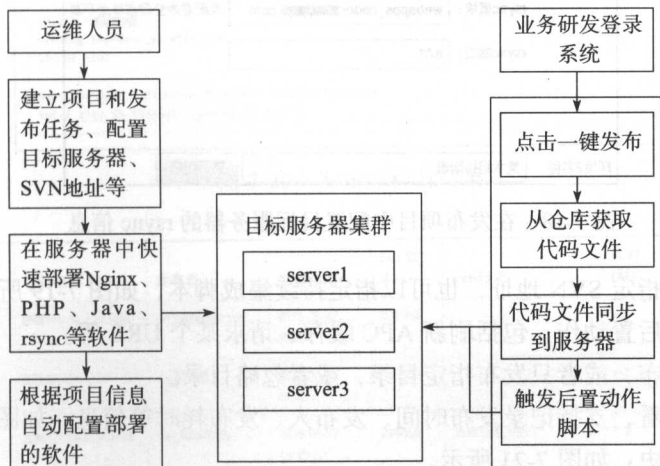 运维人员
建立项目和发
布任务、配置
目标服务器、
SVN地址等
在服务器中快
速部署Nginx、
PHP、Java、
rsync等软件
根据项目信息
自动配置部署
的软件
目标服务器集群
server1
server2
server3
业务研发登录
系统
点击一键发布
从仓库获取
代码文件
代码文件同步
到服务器
触发后置动作
脚本